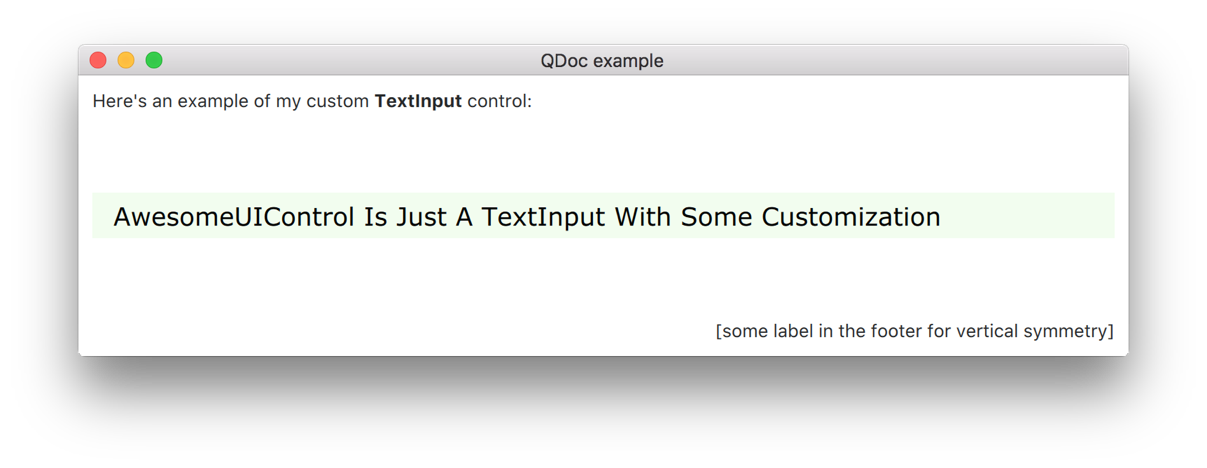 QDoc example
Here's an example of my custom TextInput control:
AwesomeUIControl Is Just A TextInput With Some Customization
[some label in the footer for vertical symmetry]